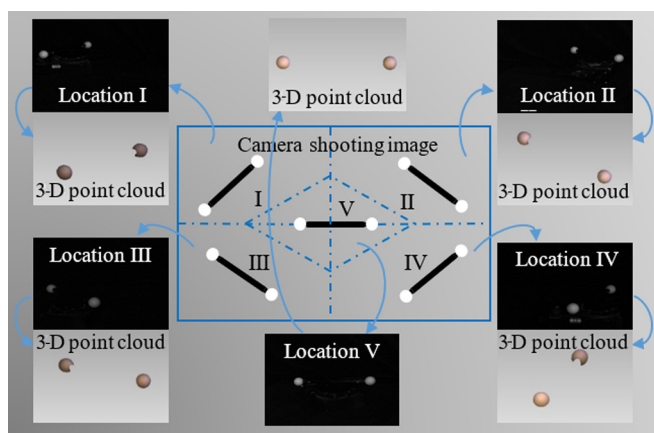 Location I
3-D point cloud
3-D point cloud
Location II
3-D point cloud
Camera shooting image
I
II
V
III
IV
Location III
3-D point cloud
Location IV
3-D point cloud
Location V